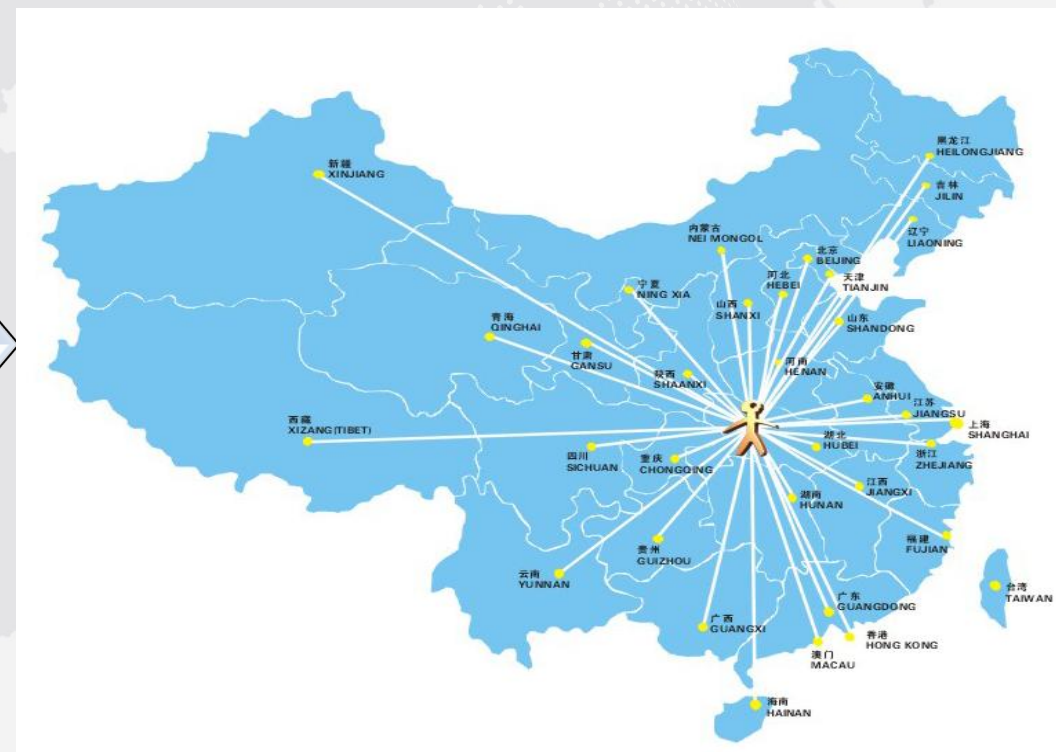 黑龙江
HEILONGJIANG
新疆
XINJIANG
吉林
JILIN
内蒙古
NEI MONGOL
辽宁
LIAONING
北京
BEIJING
天津
TIANJIN
河北
HEBEI
宁夏
NING XIA
山西
SHANXI
青海
QINGHAI
山东
SHANDONG
甘肃
GANSU
河南
HENAN
陕西
SHAANXI
安徽
ANHUI
江苏
JIANGSU
西藏
XIZANG(TIBET)
上海
SHANGHAI
湖北
HUBEI
四川
SICHUAN
重庆
CHONGQING
浙江
ZHEJIANG
江西
JIANGXI
湖南
HUNAN
福建
FUJIAN
贵州
GUIZHOU
云南
YUNNAN
台湾
TAIWAN
广东
GUANGDONG
广西
GUANGXI
香港
HONG KONG
澳门
MACAU
海南
HAINAN